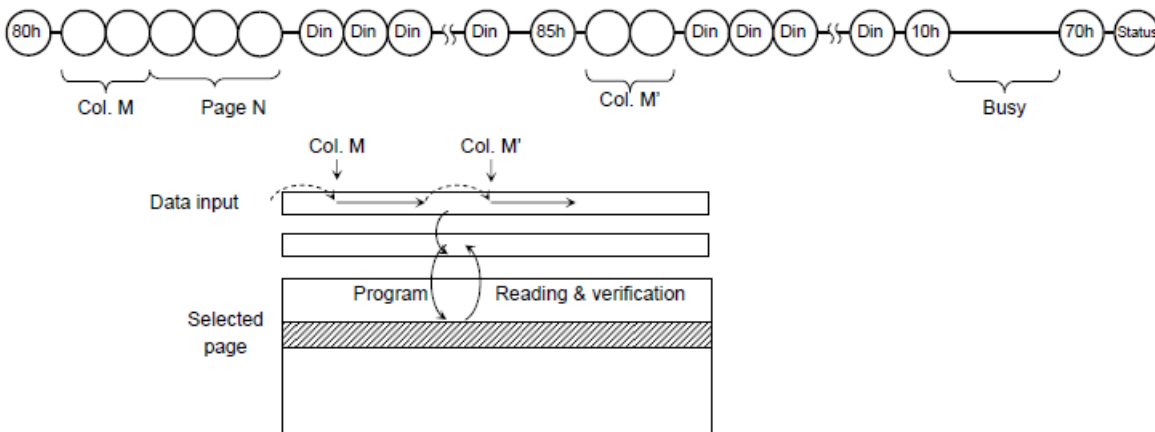 80h Din Din Din Din 85h Din Din Din Din 10h 70h Status
Col. M Page N Col. M' Busy
Col. M Col. M'
Data input
Program Reading & verification
Selected
page